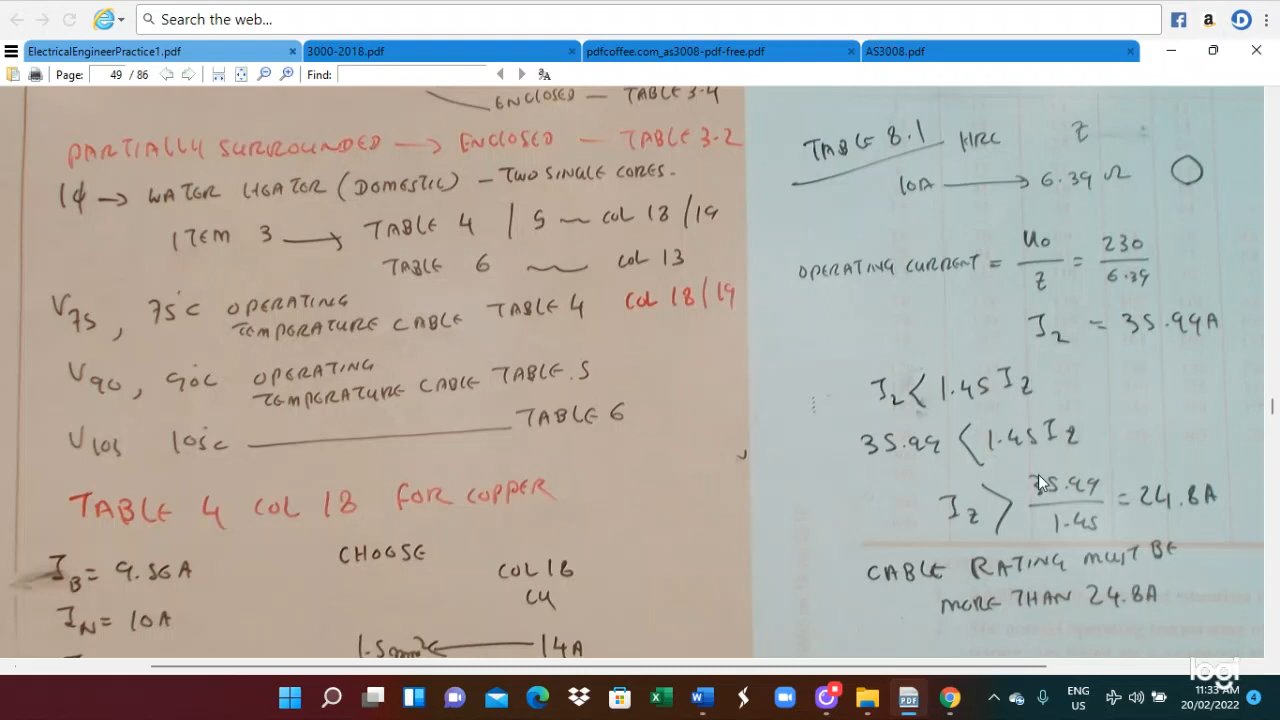 Search the web...
ElectricalEngineerPractice1.pdf
3000-2018.pdf
pdfcoffee.com_as3008-pdf-free.pdf
AS3008.pdf
Page: 49 / 86
Find:
ENCLOSED — TABLE 3.4
PARTIALLY SURROUNDED → ENCLOSED — TABLE 3.2
1φ → WATER HEATER (DOMESTIC) - TWO SINGLE CORES.
ITEM 3 → TABLE 4 / 5 ~ COL 18/19
TABLE 6 ~ COL 13
V75, 75°C OPERATING
TEMPERATURE CABLE TABLE 4 COL 18/19
V90, 90°C OPERATING
TEMPERATURE CABLE TABLE.5
V105 105°C — TABLE 6
TABLE 4 COL 18 FOR COPPER
IB = 9.56A
CHOOSE
COL 18
CU
IN = 10A
1.5mm² ← 14A
TABLE 8.1 HRC Z
10A → 6.39 Ω
OPERATING CURRENT = U0/Z = 230/6.39
I2 = 35.99A
I2 < 1.45 IZ
35.99 < 1.45 IZ
IZ > 35.99/1.45 = 24.8A
CABLE RATING MUST BE
MORE THAN 24.8A
logi
ENG
US
11:33 AM
20/02/2022
4